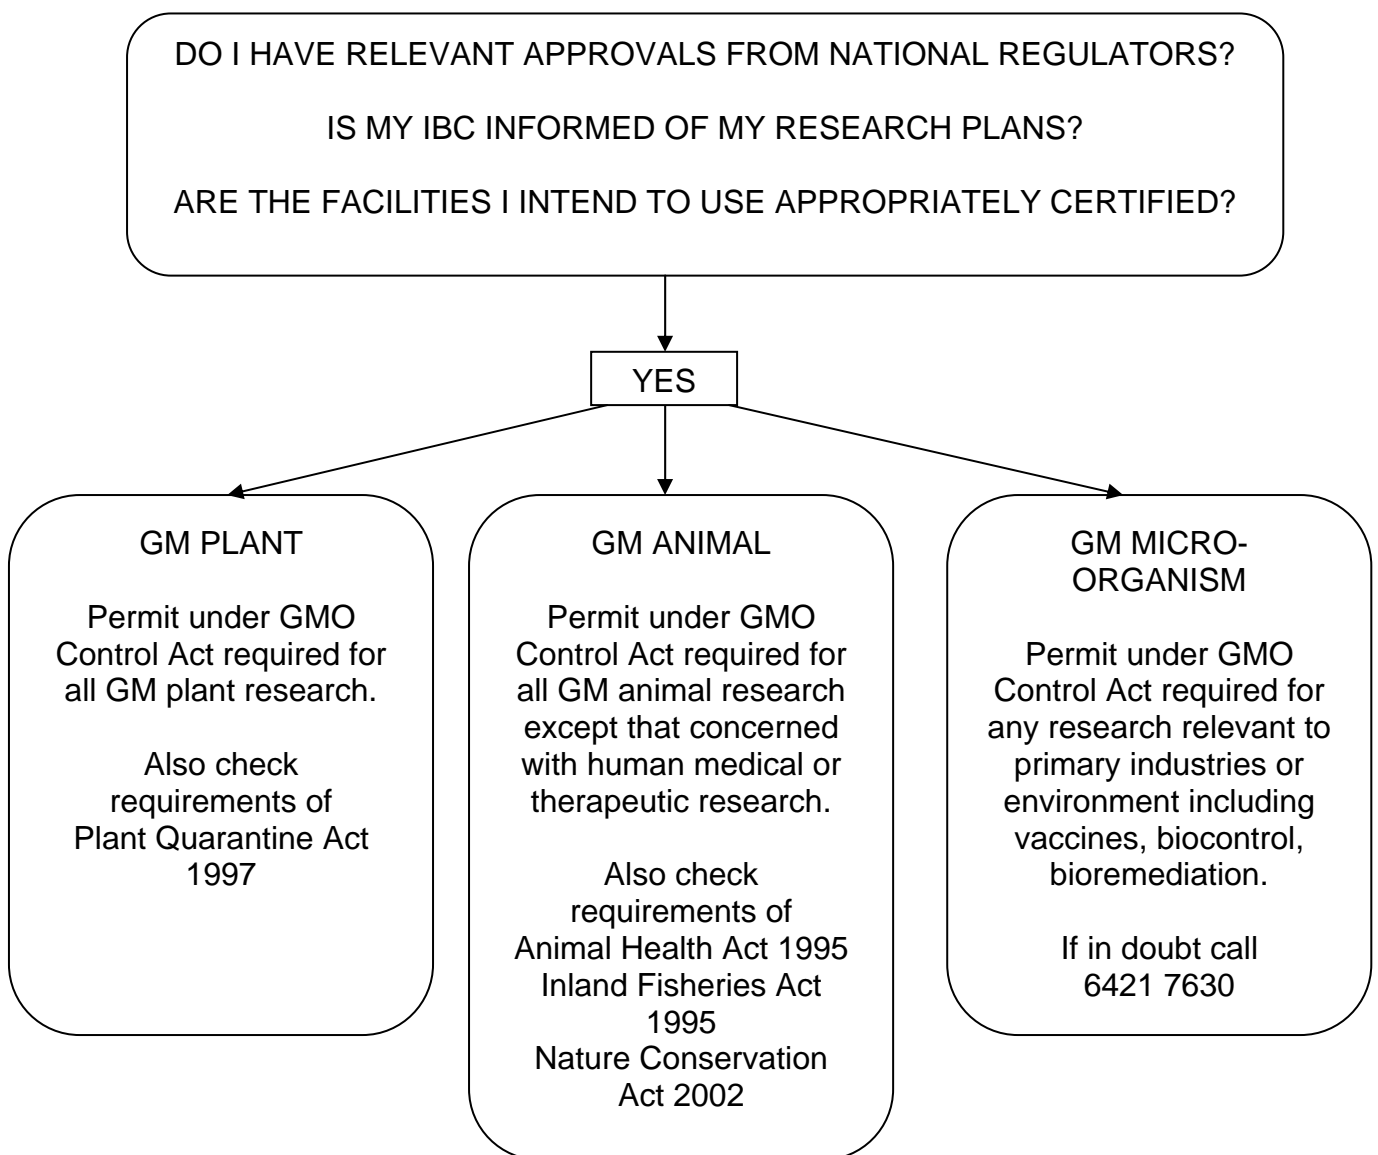 DO I HAVE RELEVANT APPROVALS FROM NATIONAL REGULATORS?
IS MY IBC INFORMED OF MY RESEARCH PLANS?
ARE THE FACILITIES I INTEND TO USE APPROPRIATELY CERTIFIED?
YES
GM PLANT
Permit under GMO
Control Act required for
all GM plant research.
Also check
requirements of
Plant Quarantine Act
1997
GM ANIMAL
Permit under GMO
Control Act required for
all GM animal research
except that concerned
with human medical or
therapeutic research.
Also check
requirements of
Animal Health Act 1995
Inland Fisheries Act
1995
Nature Conservation
Act 2002
GM MICRO-
ORGANISM
Permit under GMO
Control Act required for
any research relevant to
primary industries or
environment including
vaccines, biocontrol,
bioremediation.
If in doubt call
6421 7630